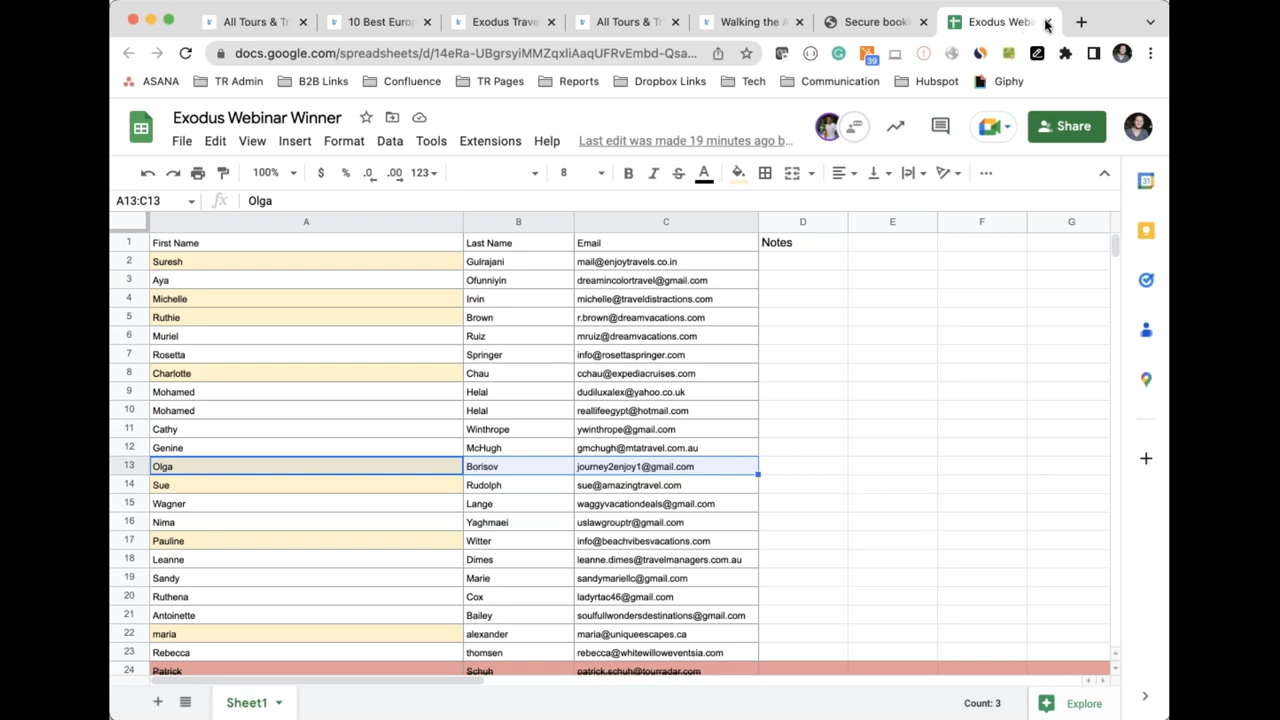 All Tours & Tr
10 Best Euro
Exodus Trave
All Tours & T
Walking the A
Secure booki
Exodus Web
docs.google.com/spreadsheets/d/14eRa-UBgrsyiMMZqxIiAaqUFRvEmbd-Qsa...
39
ASANA TR Admin B2B Links Confluence TR Pages Reports Dropbox Links Tech Communication Hubspot Giphy
Exodus Webinar Winner
File Edit View Insert Format Data Tools Extensions Help Last edit was made 19 minutes ago b...
Share
100% $ % .0 .00 123 8 B I S A
A13:C13 fx Olga
A B C D E F G
1 First Name Last Name Email Notes
2 Suresh Gulrajani mail@enjoytravels.co.in
3 Aya Ofunniyin dreamincolortravel@gmail.com
4 Michelle Irvin michelle@traveldistractions.com
5 Ruthie Brown r.brown@dreamvacations.com
6 Muriel Ruiz mruiz@dreamvacations.com
7 Rosetta Springer info@rosettaspringer.com
8 Charlotte Chau cchau@expediacruises.com
9 Mohamed Helal dudiluxalex@yahoo.co.uk
10 Mohamed Helal reallifeegypt@hotmail.com
11 Cathy Winthrope ywinthrope@gmail.com
12 Genine McHugh gmchugh@mtatravel.com.au
13 Olga Borisov journey2enjoy1@gmail.com
14 Sue Rudolph sue@amazingtravel.com
15 Wagner Lange waggyvacationdeals@gmail.com
16 Nima Yaghmaei uslawgrouptr@gmail.com
17 Pauline Witter info@beachvibesvacations.com
18 Leanne Dimes leanne.dimes@travelmanagers.com.au
19 Sandy Marie sandymariellc@gmail.com
20 Ruthena Cox ladyrtac46@gmail.com
21 Antoinette Bailey soulfullwondersdestinations@gmail.com
22 maria alexander maria@uniqueescapes.ca
23 Rebecca thomsen rebecca@whitewilloweventsia.com
24 Patrick Schuh patrick.schuh@tourradar.com
Sheet1 Count: 3 Explore